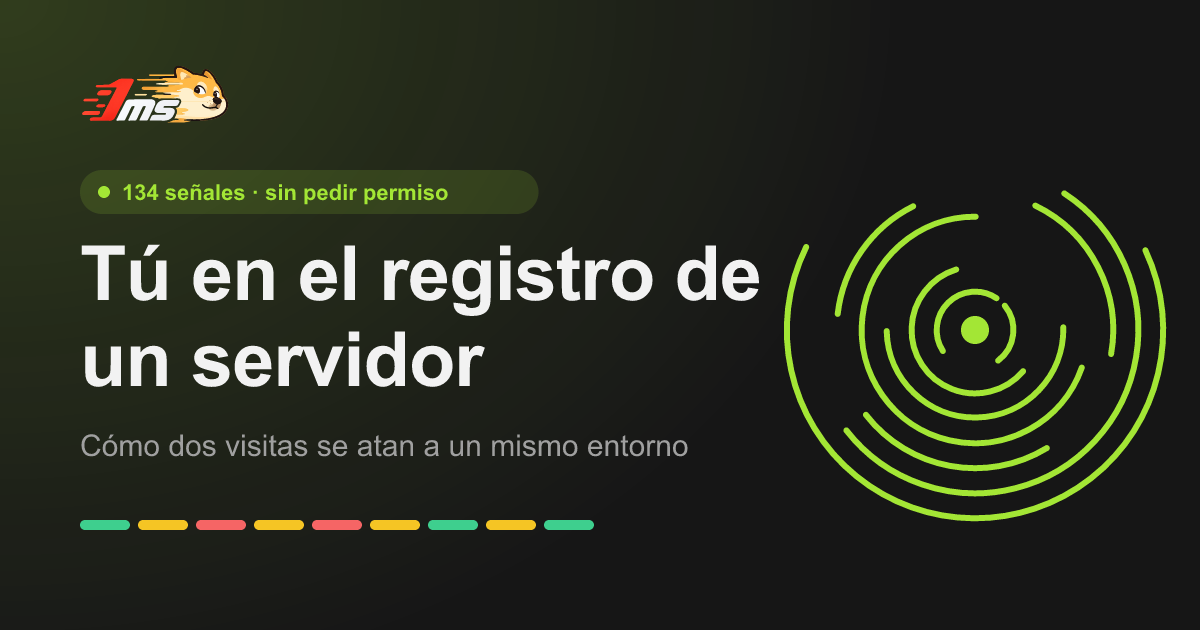 1ms
134 señales · sin pedir permiso
Tú en el registro de
un servidor
Cómo dos visitas se atan a un mismo entorno